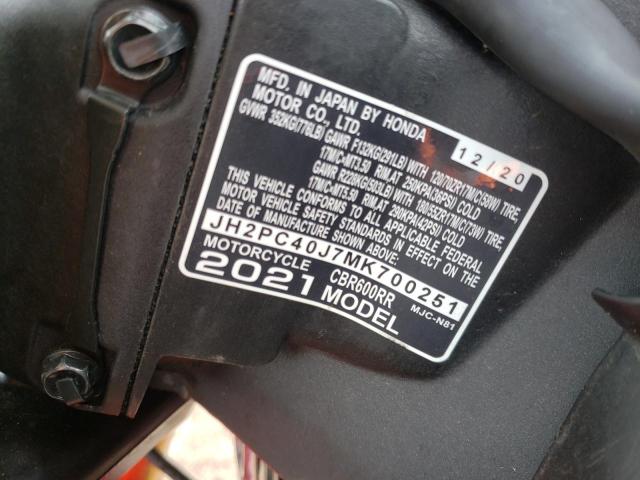 MFD. IN JAPAN BY HONDA
MOTOR CO., LTD. 12/20
GVWR 352KG(776LB) GAWR F132KG(291LB) WITH 120/70ZR17M/C(58W) TIRE,
17M/C×MT3.50 RIM, AT 250KPA(36PSI) COLD
GAWR R228KG(503LB) WITH 180/55ZR17M/C(73W) TIRE,
17M/C×MT5.50 RIM, AT 290KPA(42PSI) COLD
THIS VEHICLE CONFORMS TO ALL APPLICABLE FEDERAL
MOTOR VEHICLE SAFETY STANDARDS IN EFFECT ON THE
DATE OF MANUFACTURE SHOWN ABOVE.
JH2PC40J7MK700251
MOTORCYCLE CBR600RR MJC-N81
2021 MODEL